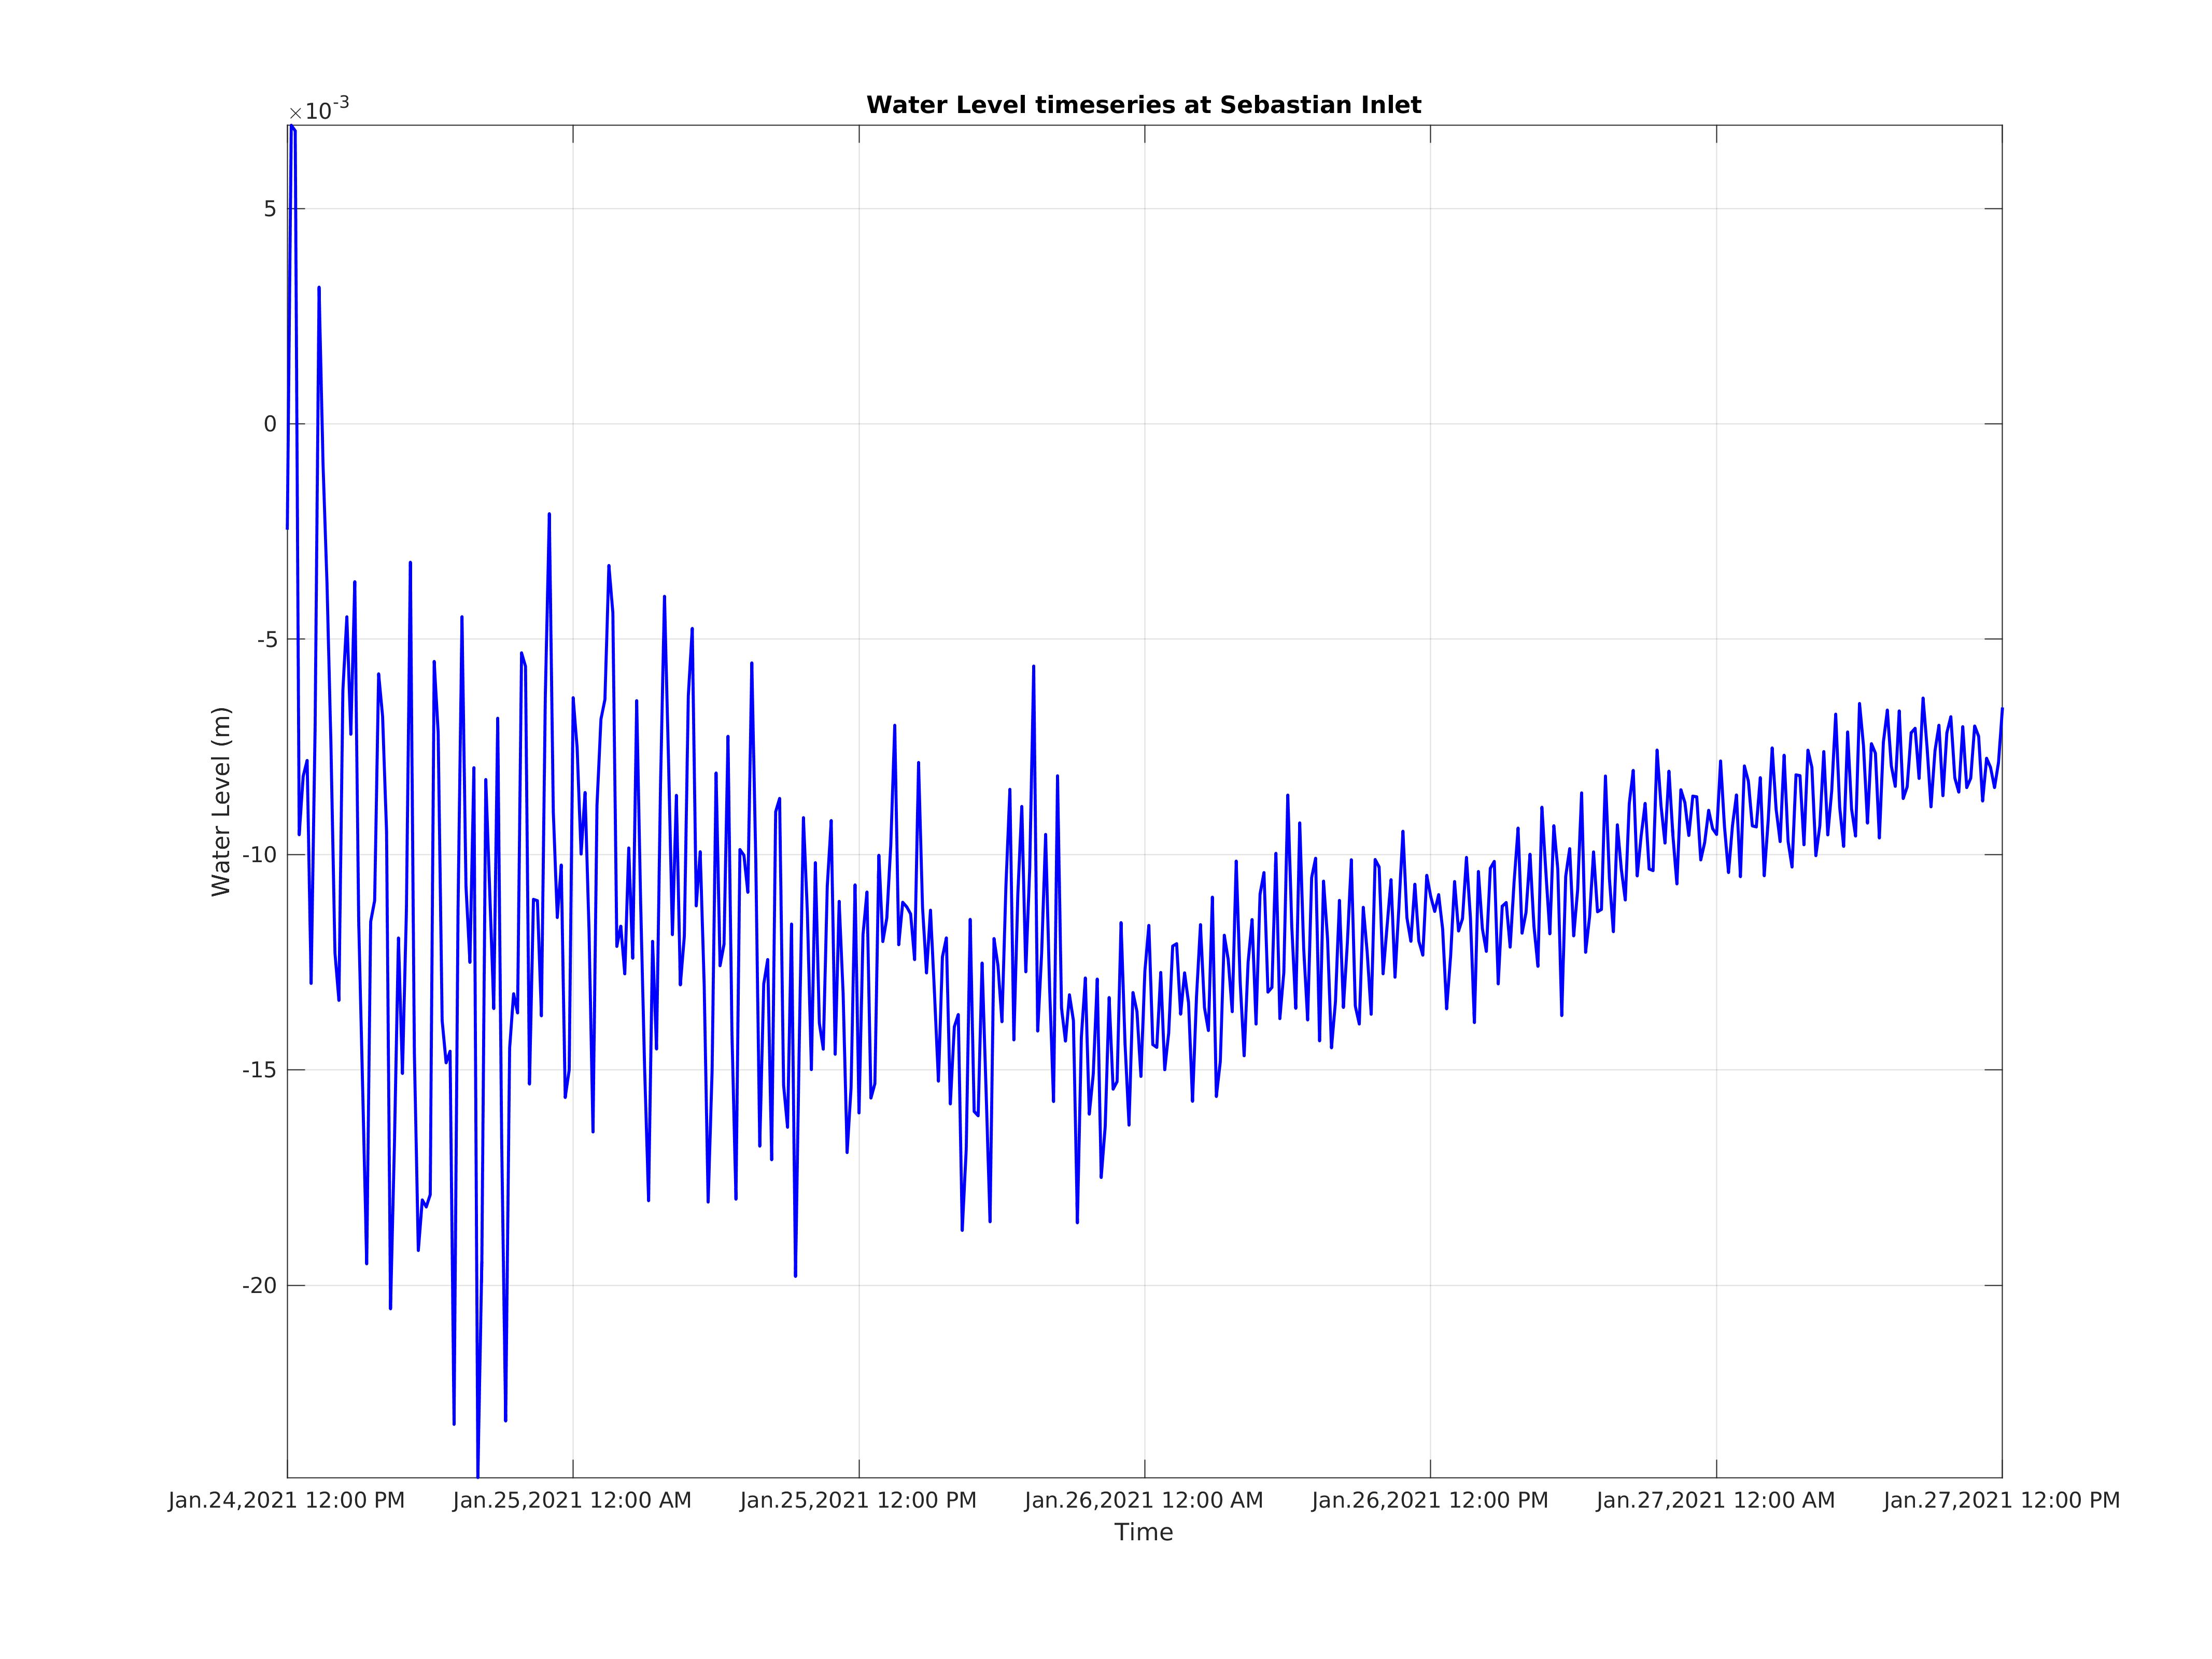 ×10-3
Water Level timeseries at Sebastian Inlet
5
0
-5
-10
-15
-20
Water Level (m)
Jan.24,2021 12:00 PM Jan.25,2021 12:00 AM Jan.25,2021 12:00 PM Jan.26,2021 12:00 AM Jan.26,2021 12:00 PM Jan.27,2021 12:00 AM Jan.27,2021 12:00 PM
Time